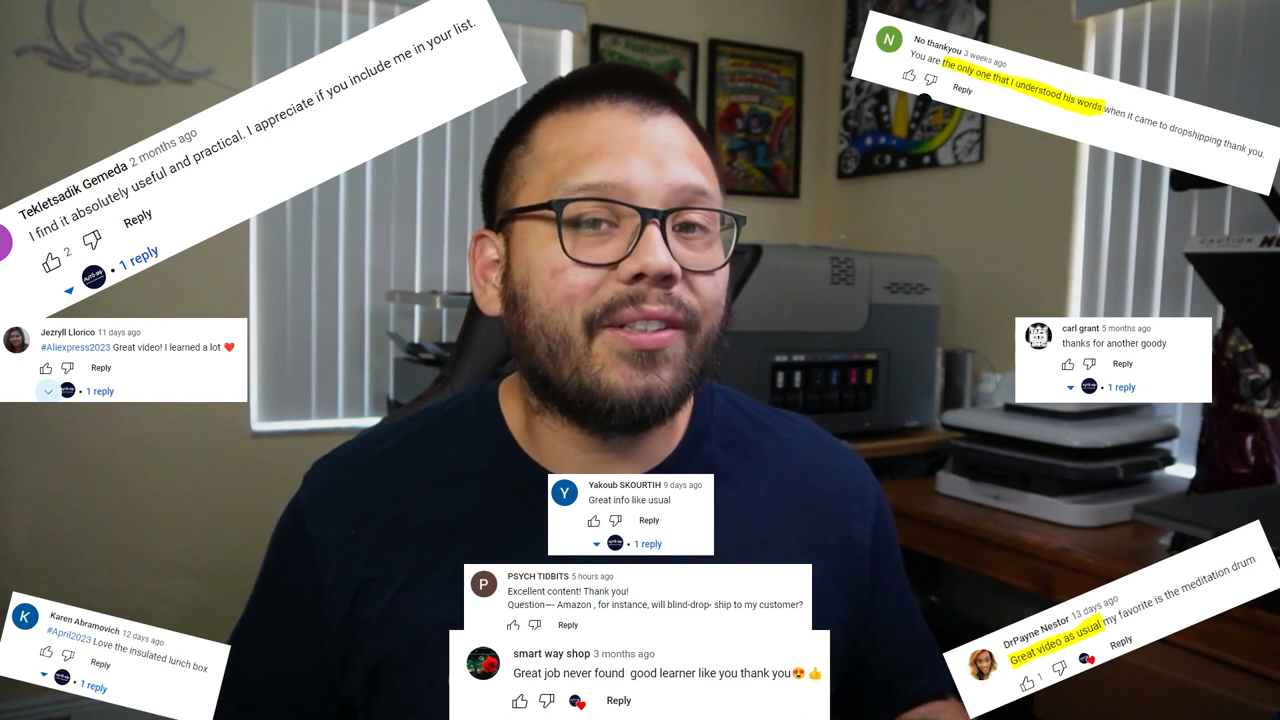 Tekletsadik Gemeda 2 months ago
I find it absolutely useful and practical. I appreciate if you include me in your list.
2 Reply
1 reply
N
No thankyou 3 weeks ago
You are the only one that I understood his words when it came to dropshipping thank you.
Reply
CAUTION
Jezryll Llorico 11 days ago
#Aliexpress2023 Great video! I learned a lot ❤️
Reply
1 reply
carl grant 5 months ago
thanks for another goody
Reply
1 reply
Y
Yakoub SKOURTIH 9 days ago
Great info like usual
Reply
1 reply
P
PSYCH TIDBITS 5 hours ago
Excellent content! Thank you!
Question—- Amazon , for instance, will blind-drop- ship to my customer?
Reply
K
Karen Abramovich 12 days ago
#April2023 Love the insulated lunch box
Reply
1 reply
smart way shop 3 months ago
Great job never found good learner like you thank you😍👍
Reply
DrPayne Nestor 13 days ago
Great video as usual my favorite is the meditation drum
1 Reply